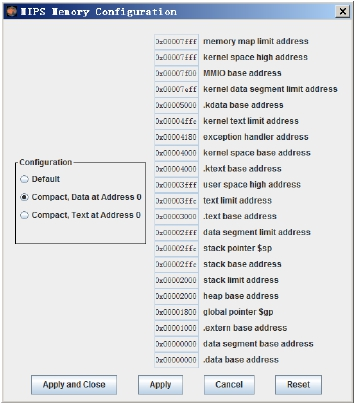 MIPS Memory Configuration
0x00007fff memory map limit address
0x00007fff kernel space high address
0x00007f00 MMIO base address
0x00007eff kernel data segment limit address
0x00005000 .kdata base address
0x00004ffc kernel text limit address
0x00004180 exception handler address
0x00004000 kernel space base address
0x00004000 .ktext base address
0x00003fff user space high address
0x00003ffc text limit address
0x00003000 .text base address
0x00002fff data segment limit address
0x00002ffc stack pointer $sp
0x00002ffc stack base address
0x00002000 stack limit address
0x00002000 heap base address
0x00001800 global pointer $gp
0x00001000 .extern base address
0x00000000 data segment base address
0x00000000 .data base address
Configuration
Default
Compact, Data at Address 0
Compact, Text at Address 0
Apply and Close Apply Cancel Reset